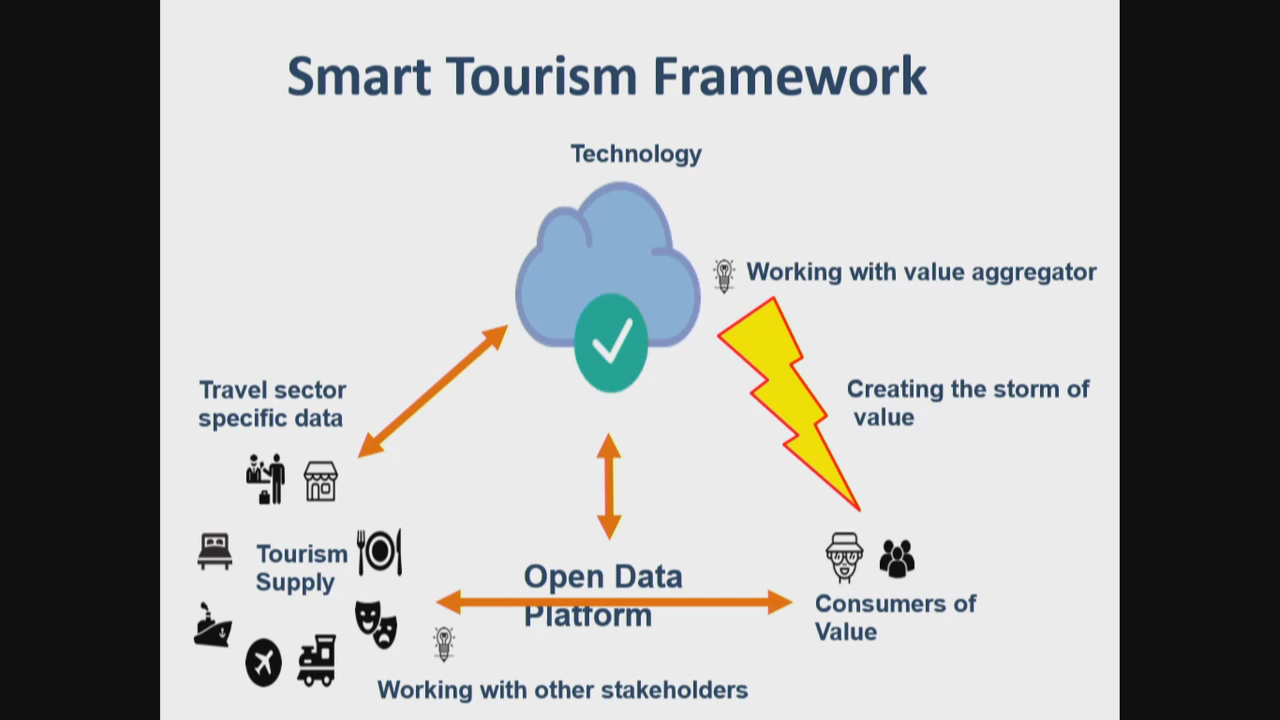 Smart Tourism Framework
Technology
Working with value aggregator
Travel sector
specific data
Creating the storm of
value
Tourism
Supply
Open Data
Platform
Consumers of
Value
Working with other stakeholders